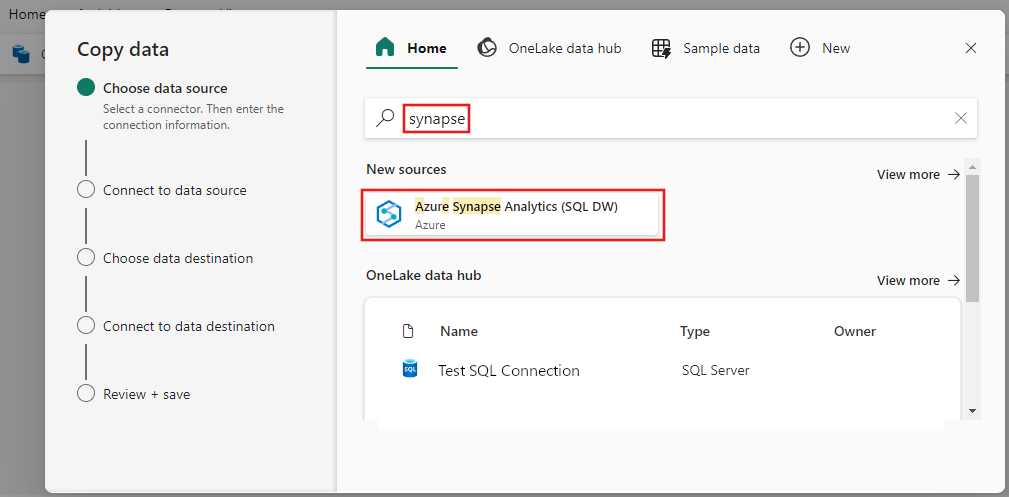 Home
Copy data
Choose data source
Select a connector. Then enter the
connection information.
Connect to data source
Choose data destination
Connect to data destination
Review + save
Home OneLake data hub Sample data New
synapse
New sources View more
Azure Synapse Analytics (SQL DW)
Azure
OneLake data hub View more
Name Type Owner
SQL Test SQL Connection SQL Server